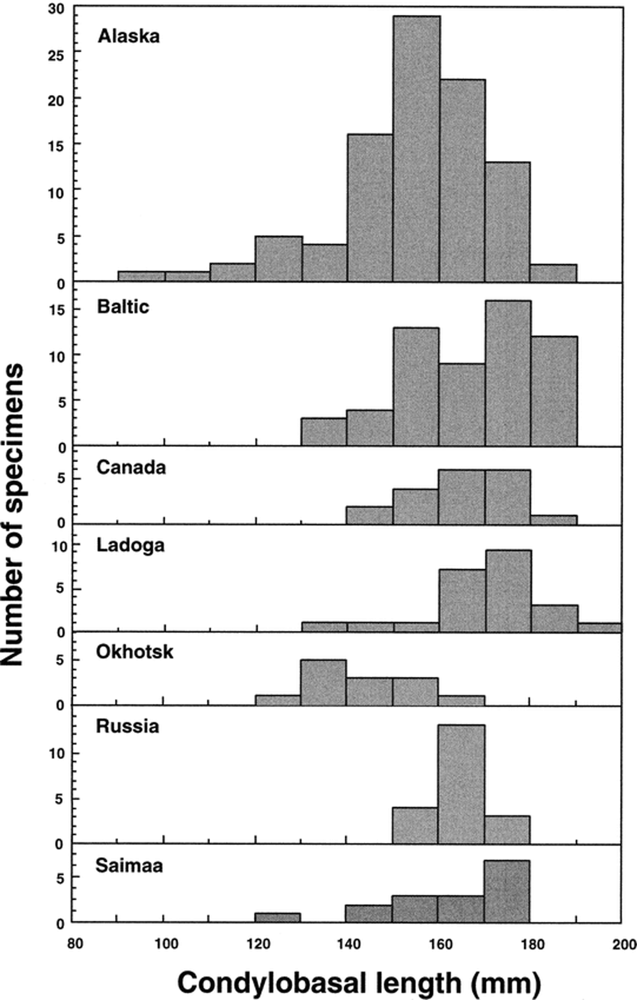 Number of specimens
30
Alaska
25
20
15
10
5
0
Baltic
15
10
5
0
Canada
5
0
Ladoga
10
5
0
Okhotsk
5
0
Russia
10
5
0
Saimaa
5
0
80 100 120 140 160 180 200
Condylobasal length (mm)